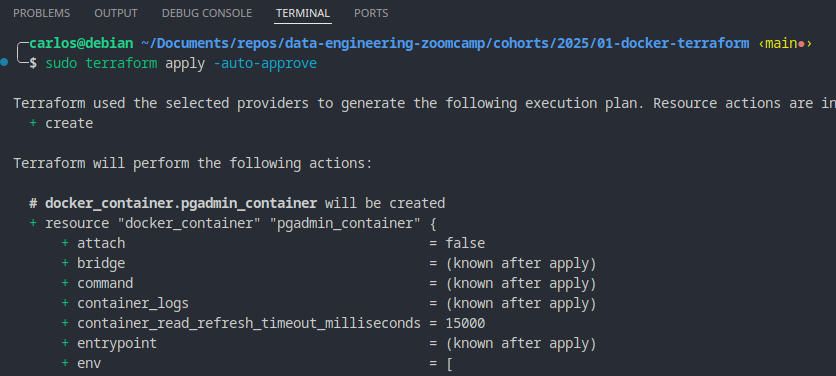 PROBLEMS OUTPUT DEBUG CONSOLE TERMINAL PORTS
carlos@debian ~/Documents/repos/data-engineering-zoomcamp/cohorts/2025/01-docker-terraform ‹main●›
$ sudo terraform apply -auto-approve
Terraform used the selected providers to generate the following execution plan. Resource actions are in
+ create
Terraform will perform the following actions:
# docker_container.pgadmin_container will be created
+ resource "docker_container" "pgadmin_container" {
+ attach = false
+ bridge = (known after apply)
+ command = (known after apply)
+ container_logs = (known after apply)
+ container_read_refresh_timeout_milliseconds = 15000
+ entrypoint = (known after apply)
+ env = [